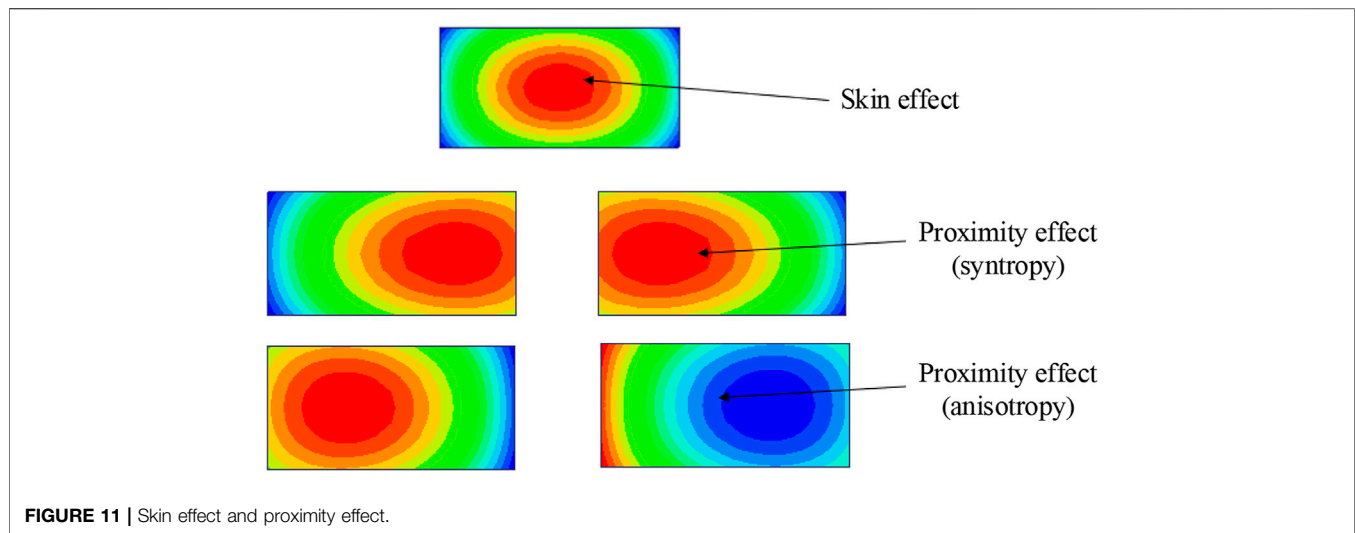 Skin effect
Proximity effect
(syntropy)
Proximity effect
(anisotropy)
FIGURE 11 | Skin effect and proximity effect.